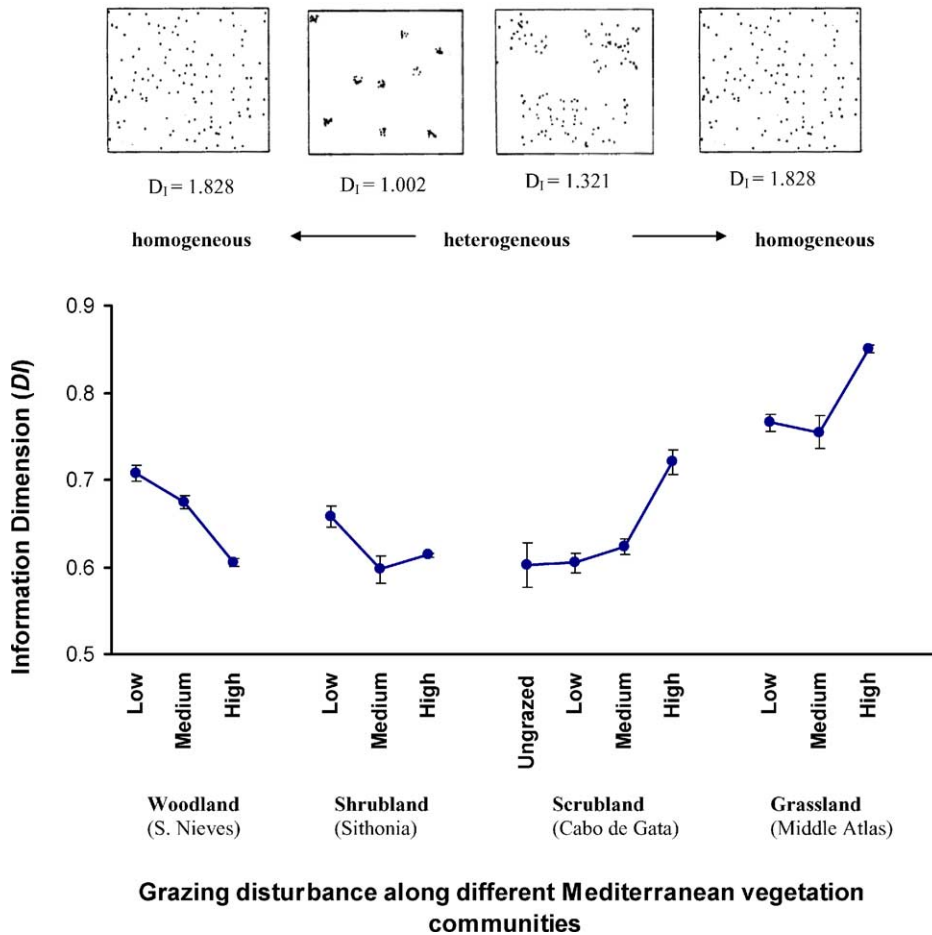 D_I = 1.828 D_I = 1.002 D_I = 1.321 D_I = 1.828
homogeneous heterogeneous homogeneous
Information Dimension (DI)
0.9
0.8
0.7
0.6
0.5
Low Medium High Low Medium High Ungrazed Low Medium High Low Medium High
Woodland Shrubland Scrubland Grassland
(S. Nieves) (Sithonia) (Cabo de Gata) (Middle Atlas)
Grazing disturbance along different Mediterranean vegetation
communities